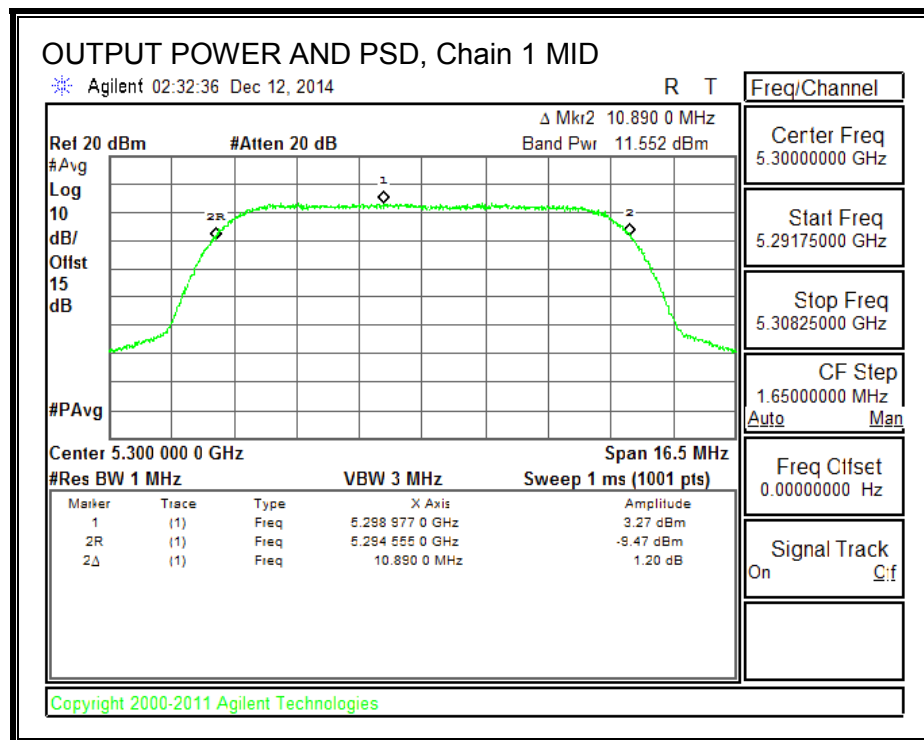 OUTPUT POWER AND PSD, Chain 1 MID
Agilent 02:32:36 Dec 12, 2014
R T
Freq/Channel
Δ Mkr2 10.890 0 MHz
Ref 20 dBm
#Atten 20 dB
Band Pwr 11.552 dBm
#Avg
Log
10
dB/
Offst
15
dB
#PAvg
1
2R
2
Center 5.300 000 0 GHz
Span 16.5 MHz
#Res BW 1 MHz
VBW 3 MHz
Sweep 1 ms (1001 pts)
Marker Trace Type X Axis Amplitude
1 (1) Freq 5.298 977 0 GHz 3.27 dBm
2R (1) Freq 5.294 555 0 GHz -9.47 dBm
2Δ (1) Freq 10.890 0 MHz 1.20 dB
Center Freq
5.30000000 GHz
Start Freq
5.29175000 GHz
Stop Freq
5.30825000 GHz
CF Step
1.65000000 MHz
Auto Man
Freq Offset
0.00000000 Hz
Signal Track
On Off
Copyright 2000-2011 Agilent Technologies